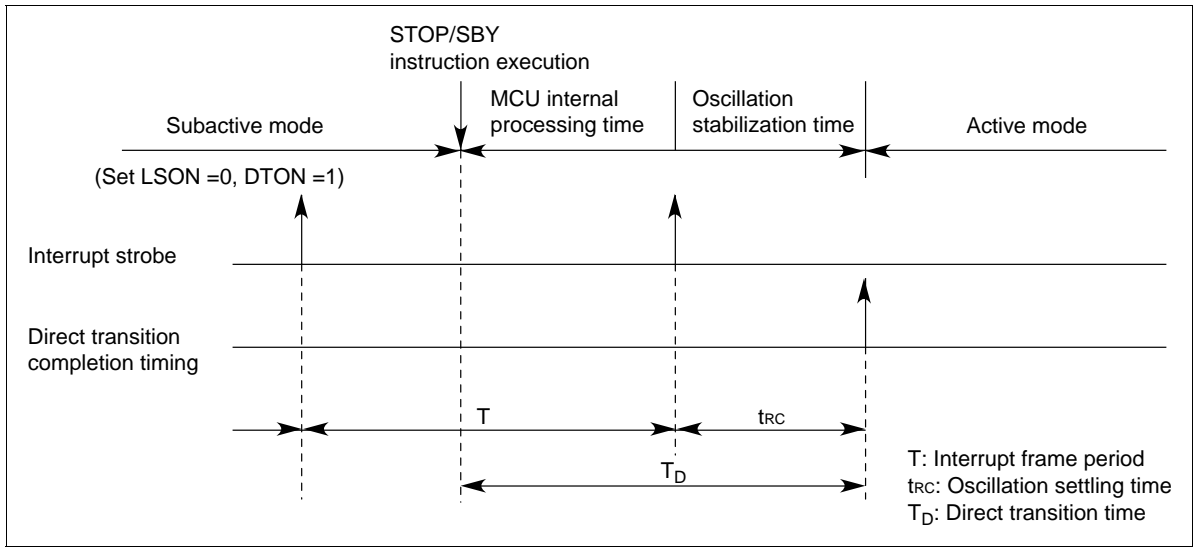 STOP/SBY
instruction execution
MCU internal
processing time
Oscillation
stabilization time
Subactive mode
Active mode
(Set LSON =0, DTON =1)
Interrupt strobe
Direct transition
completion timing
T
tRC
TD
T: Interrupt frame period
tRC: Oscillation settling time
TD: Direct transition time